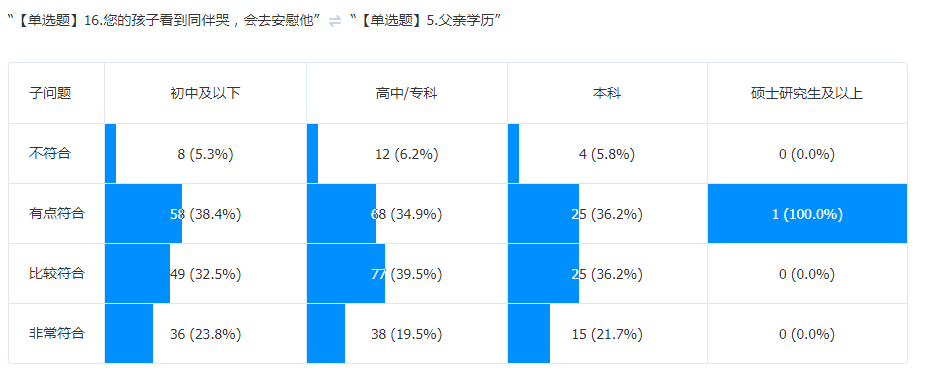 “【单选题】16.您的孩子看到同伴哭，会去安慰他” ⇌ “【单选题】5.父亲学历”
子问题 初中及以下 高中/专科 本科 硕士研究生及以上
不符合 8 (5.3%) 12 (6.2%) 4 (5.8%) 0 (0.0%)
有点符合 58 (38.4%) 68 (34.9%) 25 (36.2%) 1 (100.0%)
比较符合 49 (32.5%) 77 (39.5%) 25 (36.2%) 0 (0.0%)
非常符合 36 (23.8%) 38 (19.5%) 15 (21.7%) 0 (0.0%)